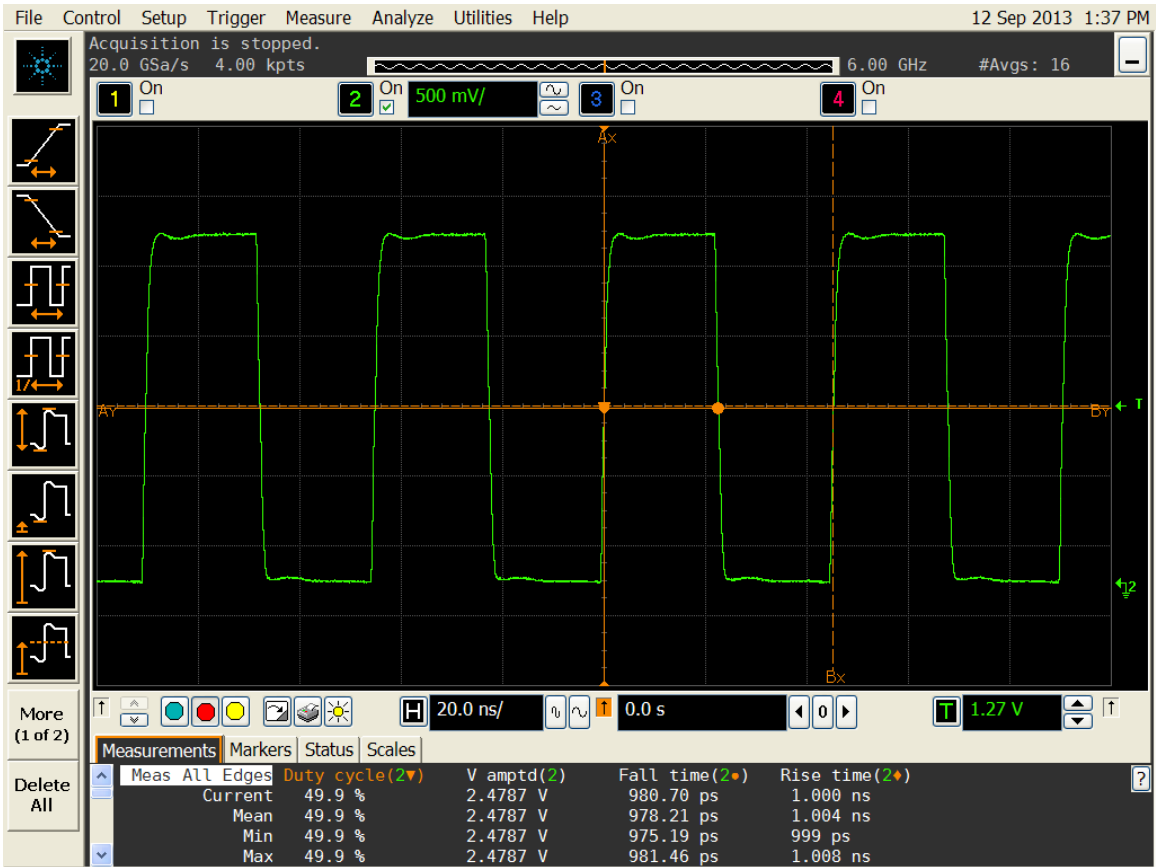 File Control Setup Trigger Measure Analyze Utilities Help 12 Sep 2013 1:37 PM
Acquisition is stopped.
20.0 GSa/s 4.00 kpts 6.00 GHz #Avgs: 16
1 On 2 On 500 mV/ 3 On 4 On
Ax
1/
AY BY T
2
Bx
More
(1 of 2)
Delete
All
H 20.0 ns/ 0.0 s 0 T 1.27 V
Measurements Markers Status Scales
Meas All Edges Duty cycle(2▼) V amptd(2) Fall time(2●) Rise time(2♦) ?
Current 49.9 % 2.4787 V 980.70 ps 1.000 ns
Mean 49.9 % 2.4787 V 978.21 ps 1.004 ns
Min 49.9 % 2.4787 V 975.19 ps 999 ps
Max 49.9 % 2.4787 V 981.46 ps 1.008 ns